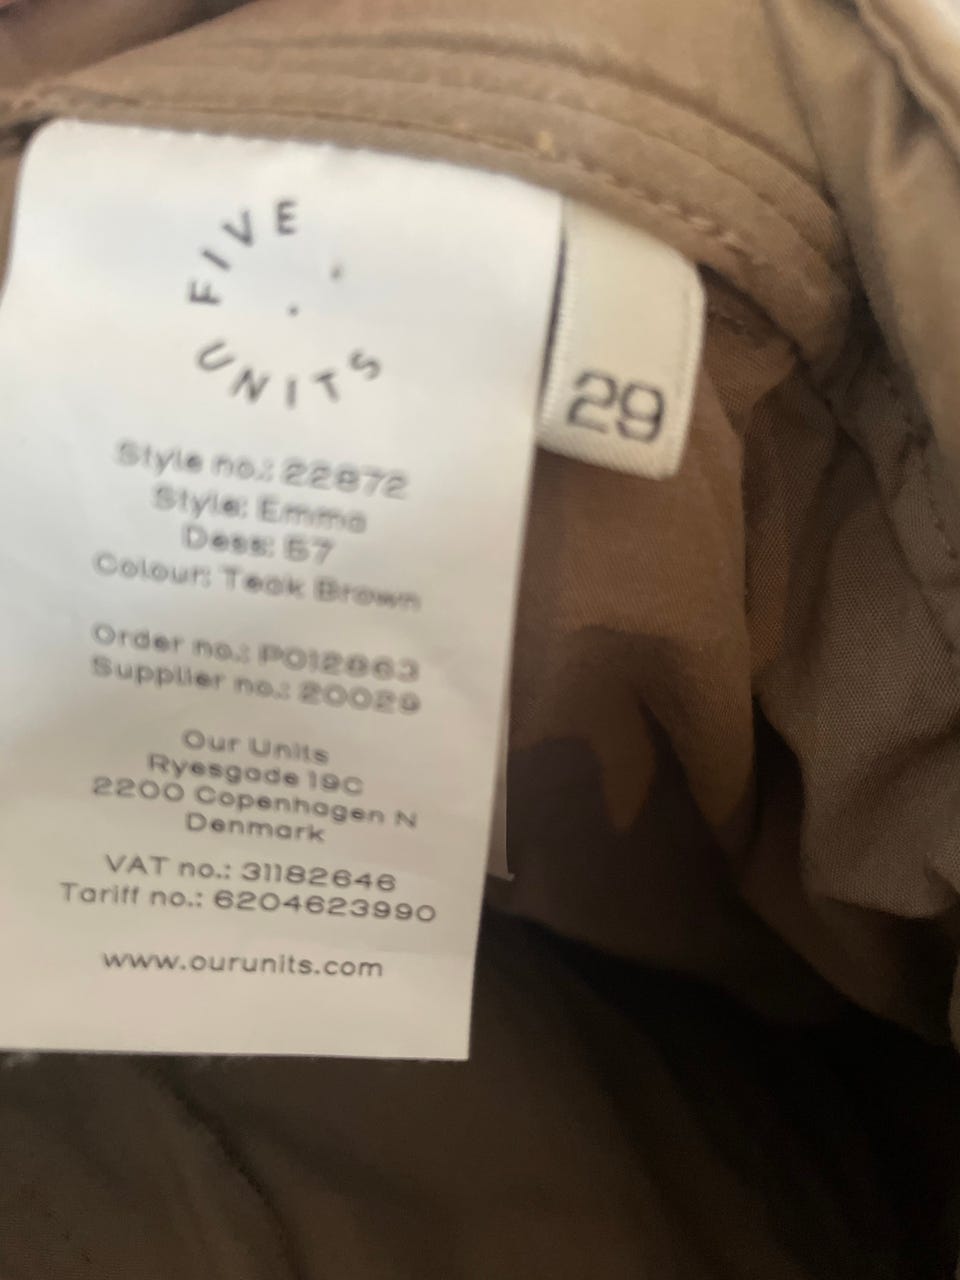 FIVE
UNITS
29
Style no.: 22872
Style: Emma
Dess: 57
Colour: Teak Brown
Order no.: PO12863
Supplier no.: 20029
Our Units
Ryesgade 19C
2200 Copenhagen N
Denmark
VAT no.: 31182646
Tariff no.: 6204623990
www.ourunits.com